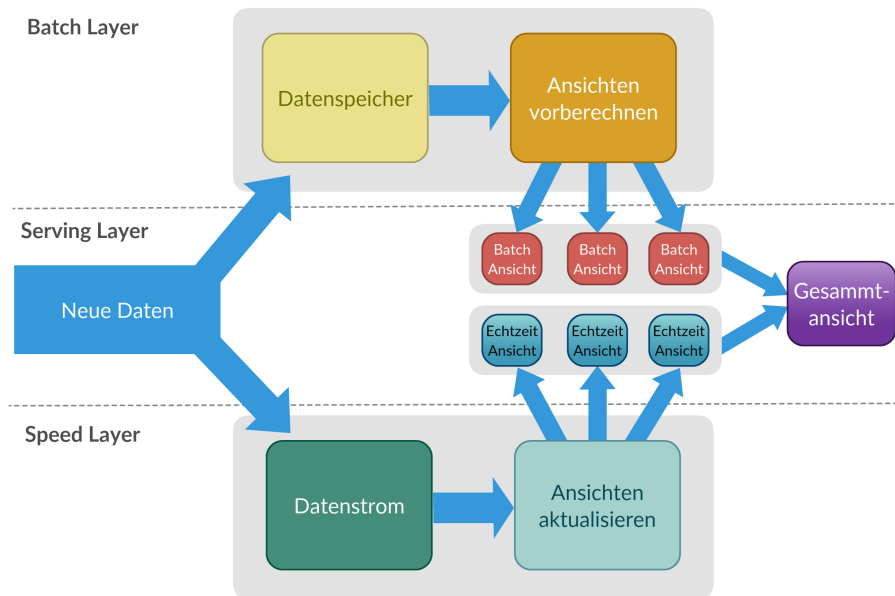 Batch Layer
Datenspeicher
Ansichten
vorberechnen
Serving Layer
Neue Daten
Batch
Ansicht
Batch
Ansicht
Batch
Ansicht
Echtzeit
Ansicht
Echtzeit
Ansicht
Echtzeit
Ansicht
Gesammt-
ansicht
Speed Layer
Datenstrom
Ansichten
aktualisieren